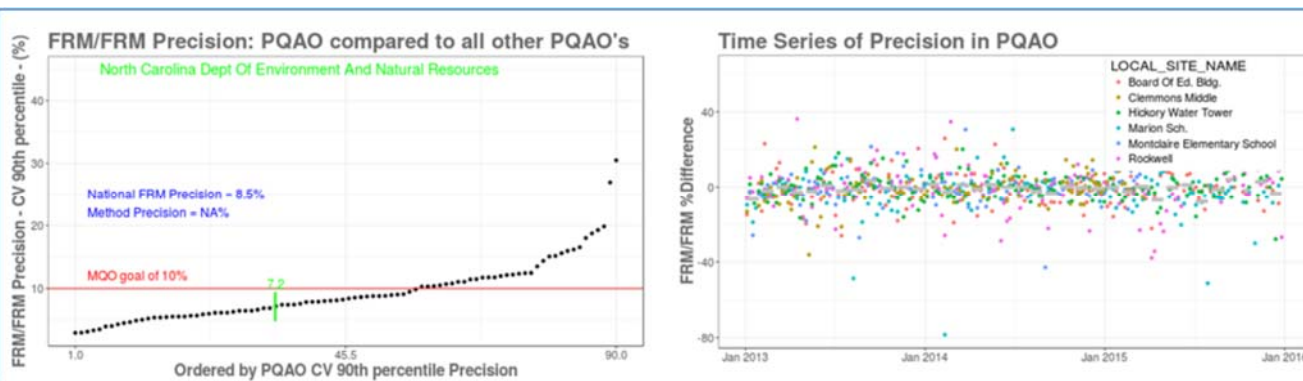 FRM/FRM Precision: PQAO compared to all other PQAO's
North Carolina Dept Of Environment And Natural Resources
FRM/FRM Precision - CV 90th percentile - (%)
40
30
20
10
National FRM Precision – 8.5%
Method Precision = NA%
MQO goal of 10%
7.2
1.0
45.5
90.0
Ordered by PQAO CV 90th percentile Precision
Time Series of Precision in PQAO
LOCAL_SITE_NAME
Board Of Ed. Bldg.
Clemmons Middle
Hickory Water Tower
Marion Sch.
Montclaire Elementary School
Rockwell
FRM/FRM %Difference
40
0
-40
-80
Jan 2013
Jan 2014
Jan 2015
Jan 2016